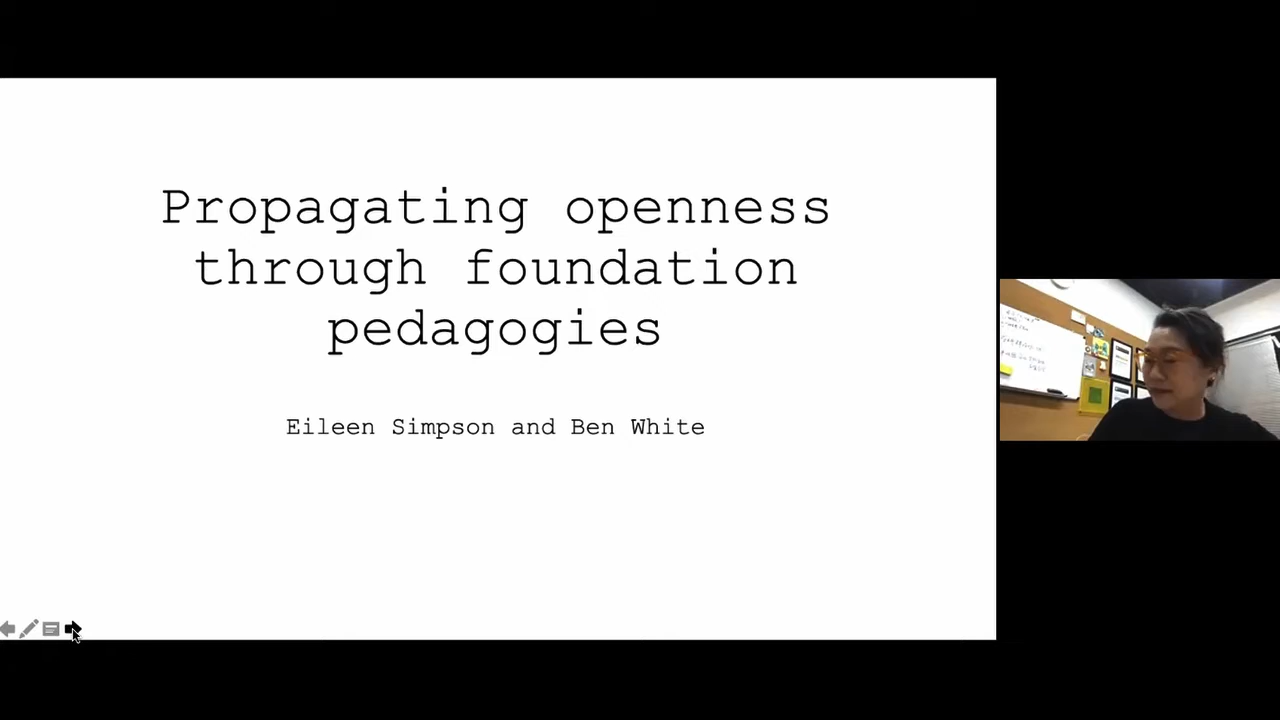 Propagating openness
through foundation
pedagogies
Eileen Simpson and Ben White